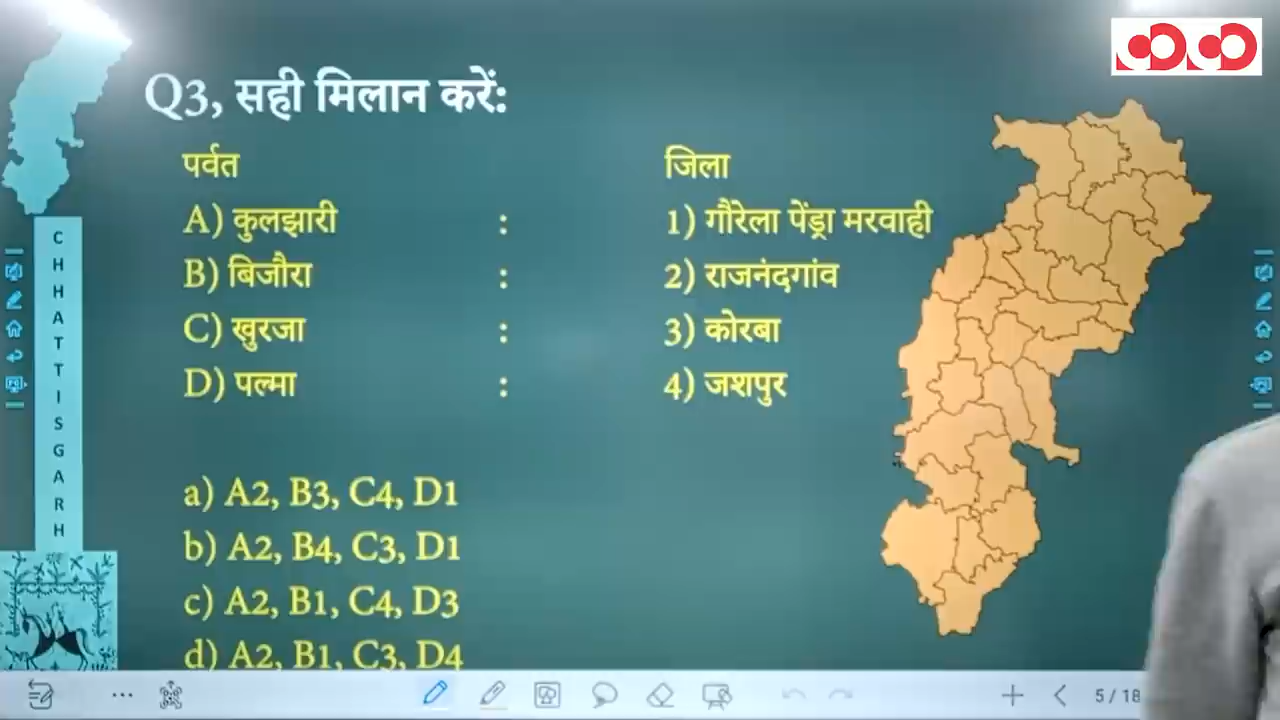 Q3, सही मिलान करें:
पर्वत जिला
A) कुलझारी : 1) गौरेला पेंड्रा मरवाही
B) बिजौरा : 2) राजनंदगांव
C) खुरजा : 3) कोरबा
D) पल्मा : 4) जशपुर
a) A2, B3, C4, D1
b) A2, B4, C3, D1
c) A2, B1, C4, D3
d) A2, B1, C3, D4
CHHATTISGARH
5 / 18